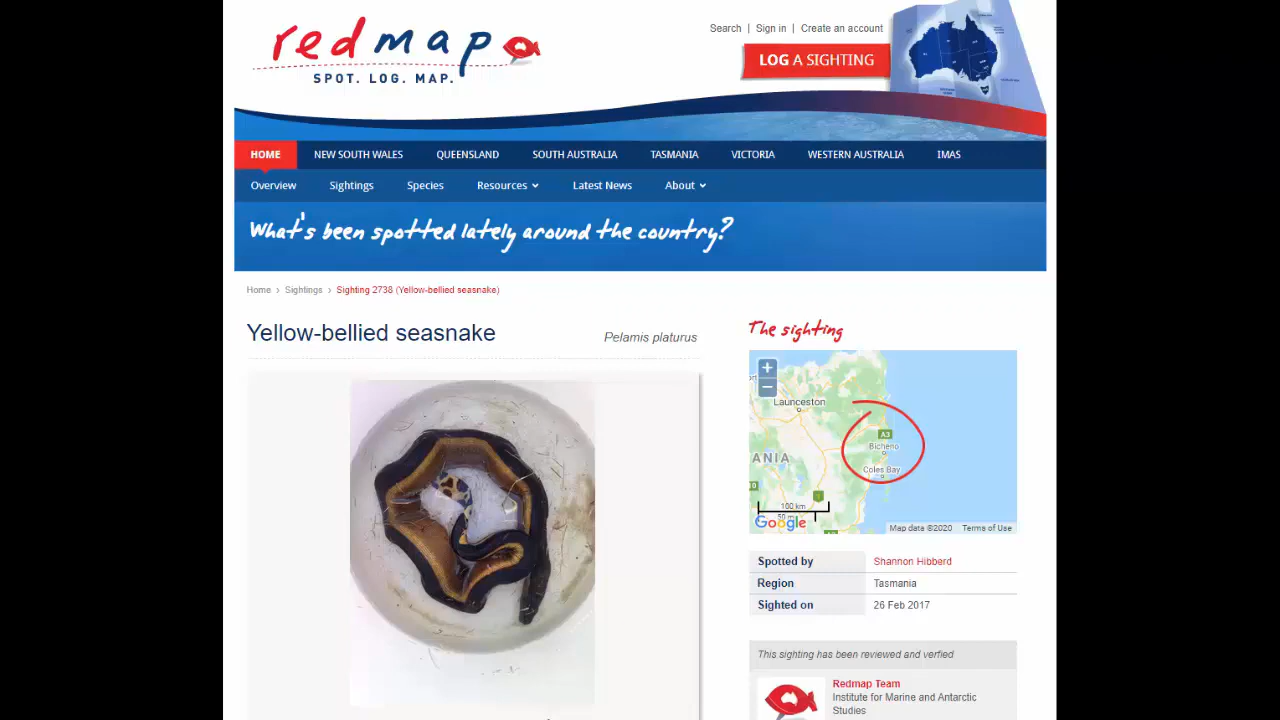 redmap
SPOT. LOG. MAP.
Search | Sign in | Create an account
LOG A SIGHTING
HOME NEW SOUTH WALES QUEENSLAND SOUTH AUSTRALIA TASMANIA VICTORIA WESTERN AUSTRALIA IMAS
Overview Sightings Species Resources Latest News About
What's been spotted lately around the country?
Home › Sightings › Sighting 2738 (Yellow-bellied seasnake)
Yellow-bellied seasnake
Pelamis platurus
The sighting
+
−
Launceston
A3
Bicheno
ANIA
Coles Bay
100 km
50 mi
Google
Map data ©2020 Terms of Use
Spotted by Shannon Hibberd
Region Tasmania
Sighted on 26 Feb 2017
This sighting has been reviewed and verfied
Redmap Team
Institute for Marine and Antarctic
Studies